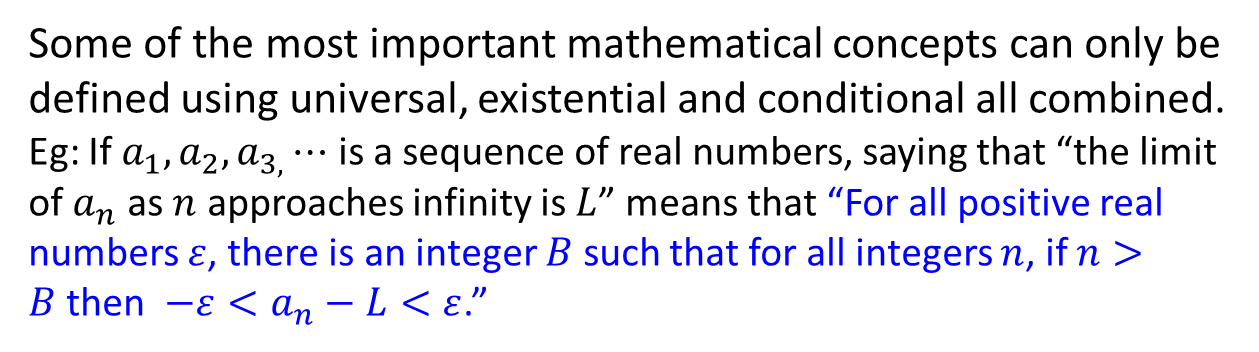 Some of the most important mathematical concepts can only be
defined using universal, existential and conditional all combined.
Eg: If 𝑎₁, 𝑎₂, 𝑎₃, ⋯ is a sequence of real numbers, saying that “the limit
of 𝑎ₙ as 𝑛 approaches infinity is 𝐿” means that “For all positive real
numbers 𝜀, there is an integer 𝐵 such that for all integers 𝑛, if 𝑛 >
𝐵 then −𝜀 < 𝑎ₙ − 𝐿 < 𝜀.”